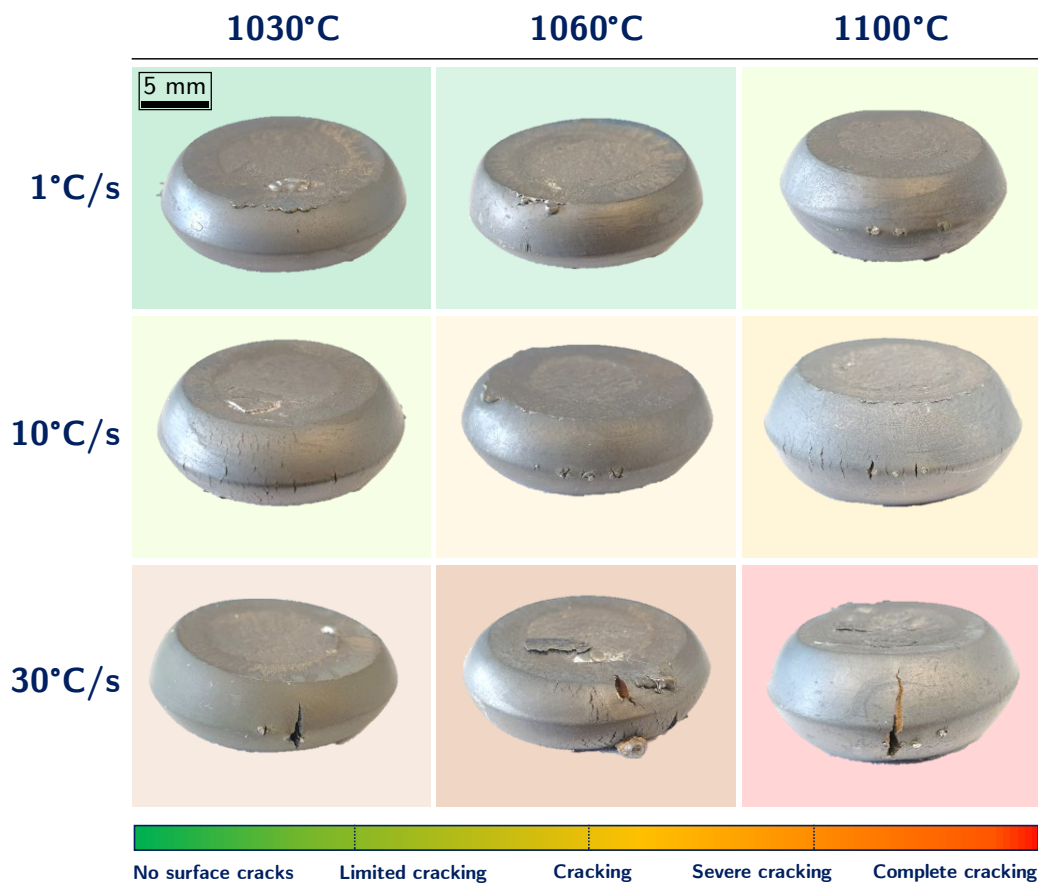 1030°C 1060°C 1100°C
5 mm
1°C/s
10°C/s
30°C/s
No surface cracks Limited cracking Cracking Severe cracking Complete cracking